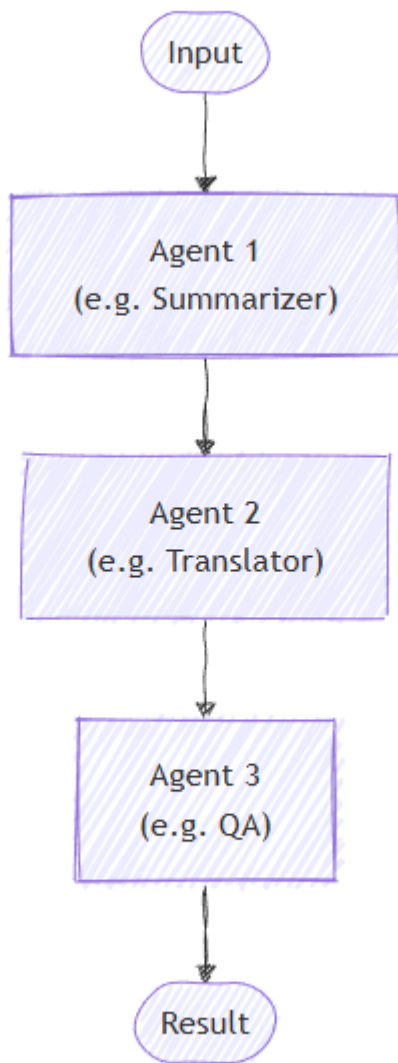 Input
Agent 1
(e.g. Summarizer)
Agent 2
(e.g. Translator)
Agent 3
(e.g. QA)
Result